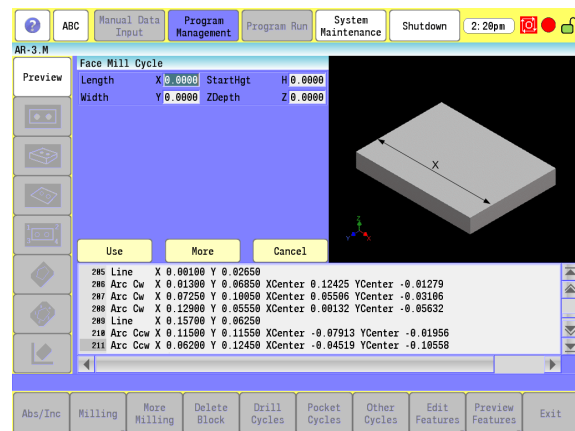 ? ABC Manual Data Input Program Management Program Run System Maintenance Shutdown 2:20pm
AR-3.M
Preview
Face Mill Cycle
Length X 0.0000 StartHgt H 0.0000
Width Y 0.0000 ZDepth Z 0.0000
X
Z
Y X
Use More Cancel
205 Line X 0.00100 Y 0.02650
206 Arc Cw X 0.01300 Y 0.06850 XCenter 0.12425 YCenter -0.01279
207 Arc Cw X 0.07250 Y 0.10050 XCenter 0.05506 YCenter -0.03106
208 Arc Cw X 0.12900 Y 0.05550 XCenter 0.00132 YCenter -0.05632
209 Line X 0.15700 Y 0.06250
210 Arc Ccw X 0.11500 Y 0.11550 XCenter -0.07913 YCenter -0.01956
211 Arc Ccw X 0.06200 Y 0.12450 XCenter -0.04519 YCenter -0.10558
Abs/Inc Milling More Milling Delete Block Drill Cycles Pocket Cycles Other Cycles Edit Features Preview Features Exit